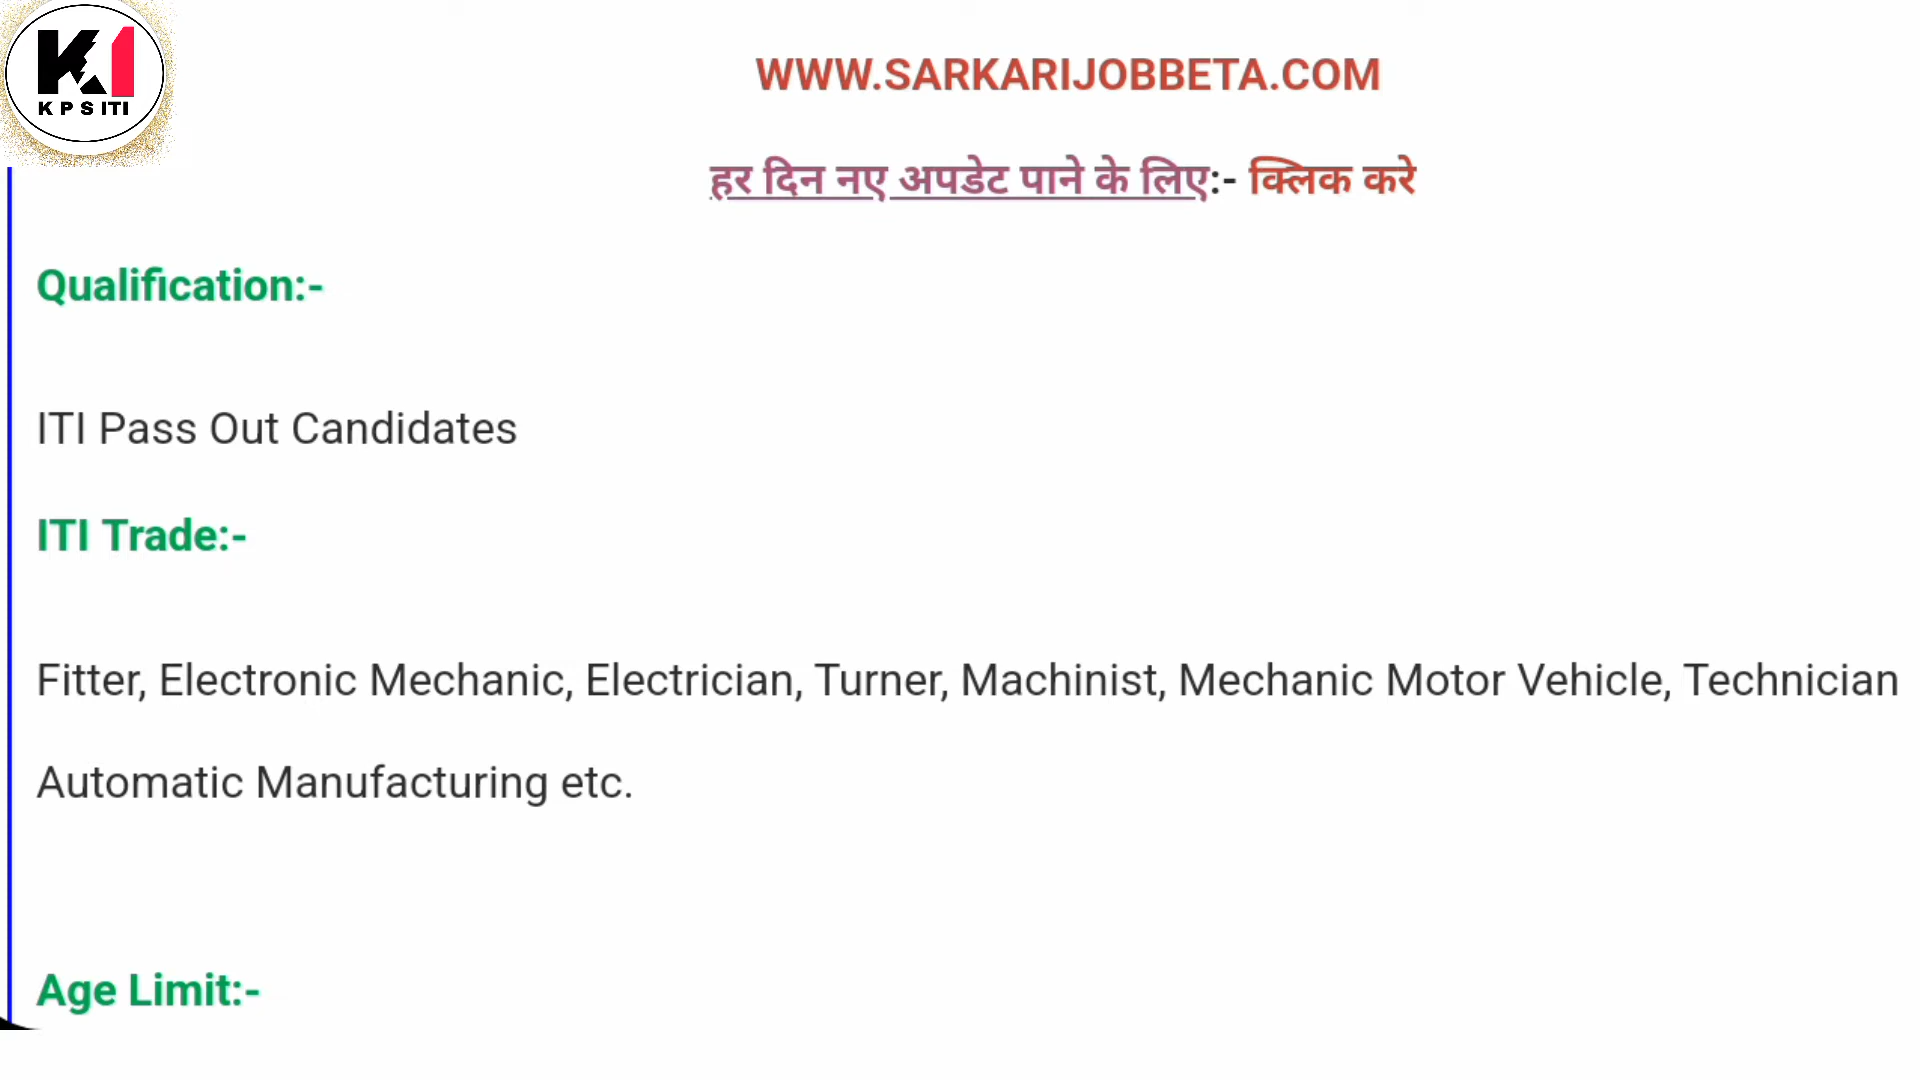 K1
K P S ITI
WWW.SARKARIJOBBETA.COM
हर दिन नए अपडेट पाने के लिए:- क्लिक करे
Qualification:-
ITI Pass Out Candidates
ITI Trade:-
Fitter, Electronic Mechanic, Electrician, Turner, Machinist, Mechanic Motor Vehicle, Technician
Automatic Manufacturing etc.
Age Limit:-